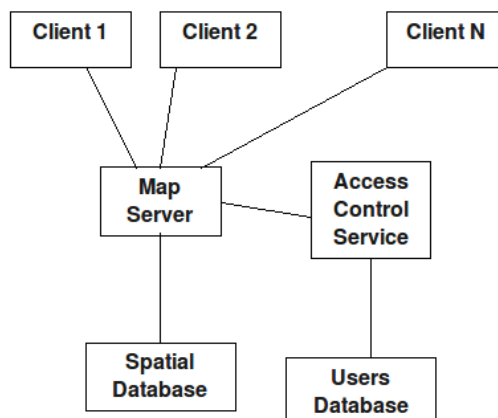 Client 1
Client 2
Client N
Map
Server
Access
Control
Service
Spatial
Database
Users
Database